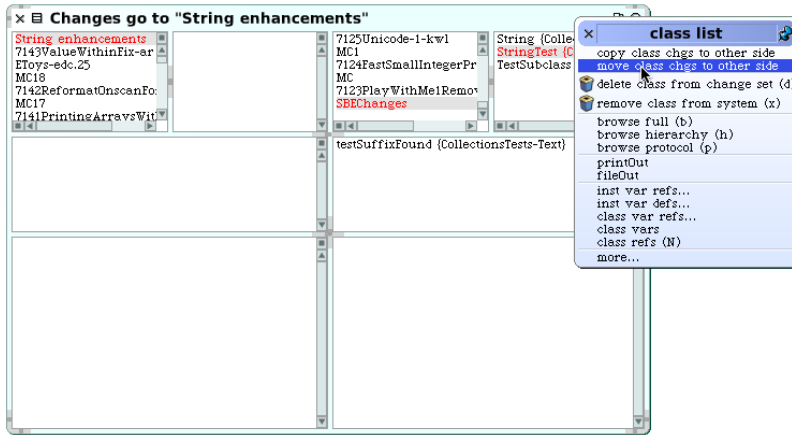 Changes go to "String enhancements"
String enhancements
7143ValueWithinFix-ar
EToys-edc.25
MC18
7142ReformatOnscanFo
MC17
7141PrintingArraysWit
7125Unicode-1-kwl
MC1
7124FastSmallIntegerPr
MC
7123PlayWithMe1Remov
SBEChanges
String {Colle
StringTest {C
TestSubclass
testSuffixFound {CollectionsTests-Text}
class list
copy class chgs to other side
move class chgs to other side
delete class from change set (d
remove class from system (x)
browse full (b)
browse hierarchy (h)
browse protocol (p)
printOut
fileOut
inst var refs...
inst var defs...
class var refs...
class vars
class refs (N)
more...